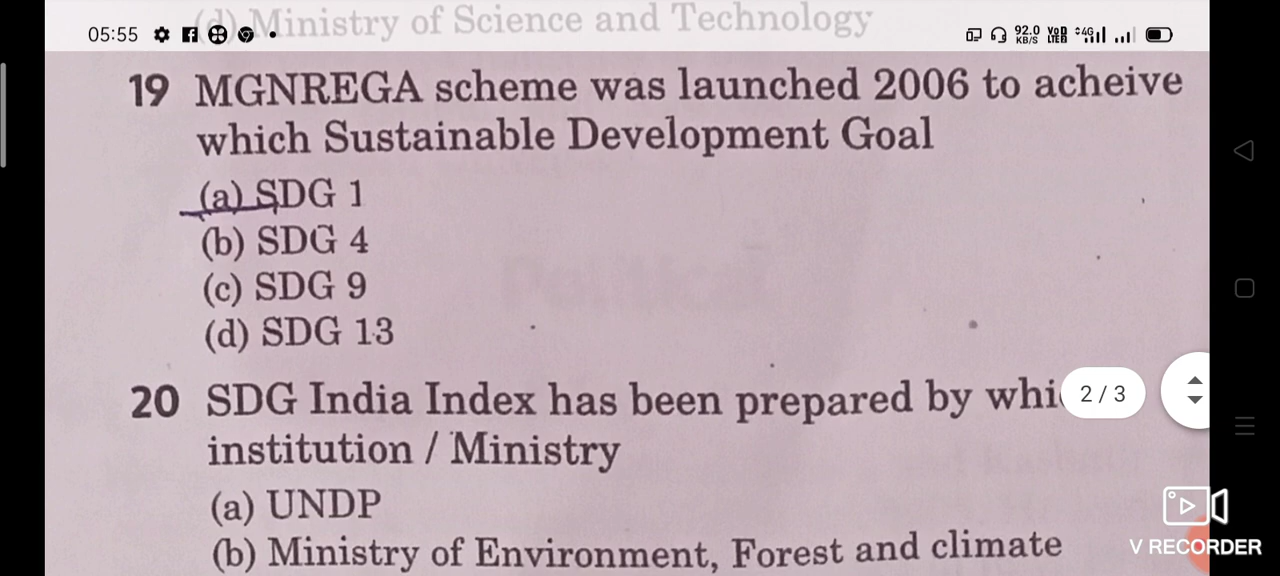 (d) Ministry of Science and Technology
05:55
92.0 KB/S
4G
19 MGNREGA scheme was launched 2006 to acheive
which Sustainable Development Goal
(a) SDG 1
(b) SDG 4
(c) SDG 9
(d) SDG 13
20 SDG India Index has been prepared by whi
2 / 3
institution / Ministry
(a) UNDP
(b) Ministry of Environment, Forest and climate
V RECORDER